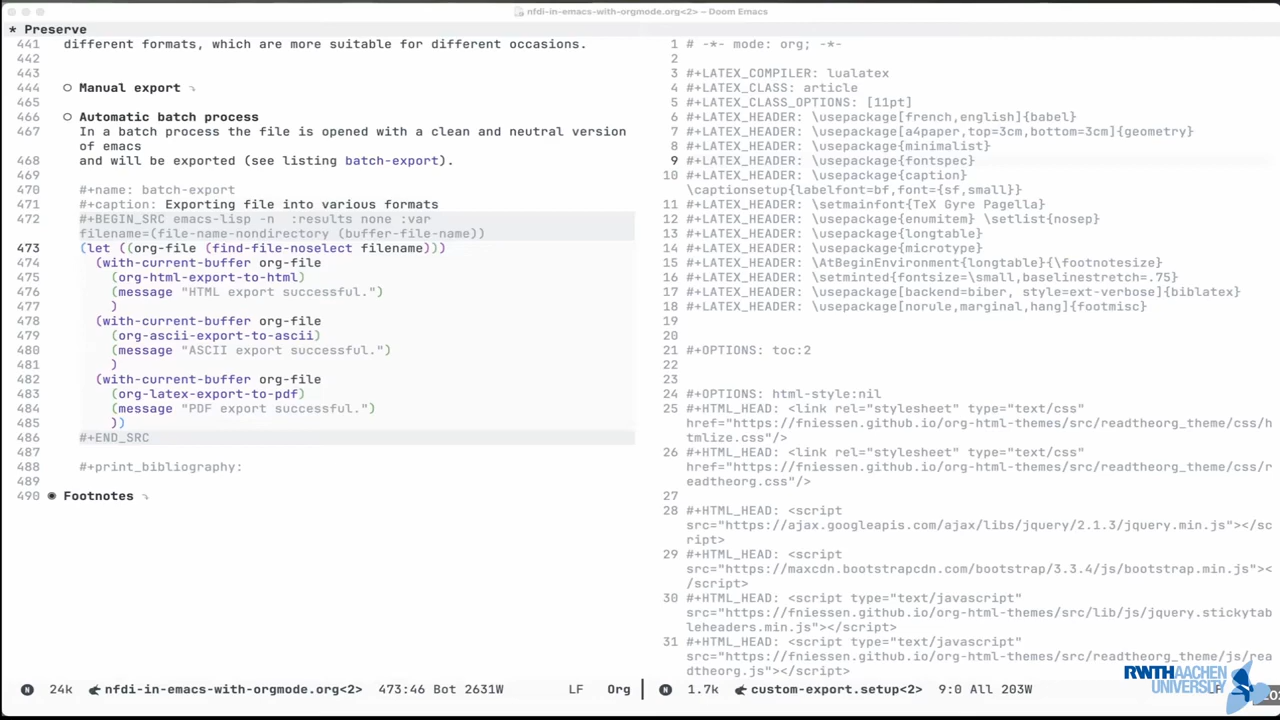 nfdi-in-emacs-with-orgmode.org<2> – Doom Emacs
* Preserve
441 different formats, which are more suitable for different occasions.
442
443
444 Manual export
465
466 Automatic batch process
467 In a batch process the file is opened with a clean and neutral version
of emacs
468 and will be exported (see listing batch-export).
469
470 #+name: batch-export
471 #+caption: Exporting file into various formats
472 #+BEGIN_SRC emacs-lisp -n  :results none :var
filename=(file-name-nondirectory (buffer-file-name))
473 (let ((org-file (find-file-noselect filename)))
474 (with-current-buffer org-file
475 (org-html-export-to-html)
476 (message "HTML export successful.")
477 )
478 (with-current-buffer org-file
479 (org-ascii-export-to-ascii)
480 (message "ASCII export successful.")
481 )
482 (with-current-buffer org-file
483 (org-latex-export-to-pdf)
484 (message "PDF export successful.")
485 ))
486 #+END_SRC
487
488 #+print_bibliography:
489
490 Footnotes
24k nfdi-in-emacs-with-orgmode.org<2> 473:46 Bot 2631W LF Org
1 # -*- mode: org; -*-
2
3 #+LATEX_COMPILER: lualatex
4 #+LATEX_CLASS: article
5 #+LATEX_CLASS_OPTIONS: [11pt]
6 #+LATEX_HEADER: \usepackage[french,english]{babel}
7 #+LATEX_HEADER: \usepackage[a4paper,top=3cm,bottom=3cm]{geometry}
8 #+LATEX_HEADER: \usepackage{minimalist}
9 #+LATEX_HEADER: \usepackage{fontspec}
10 #+LATEX_HEADER: \usepackage{caption}
\captionsetup{labelfont=bf,font={sf,small}}
11 #+LATEX_HEADER: \setmainfont{TeX Gyre Pagella}
12 #+LATEX_HEADER: \usepackage{enumitem} \setlist{nosep}
13 #+LATEX_HEADER: \usepackage{longtable}
14 #+LATEX_HEADER: \usepackage{microtype}
15 #+LATEX_HEADER: \AtBeginEnvironment{longtable}{\footnotesize}
16 #+LATEX_HEADER: \setminted{fontsize=\small,baselinestretch=.75}
17 #+LATEX_HEADER: \usepackage[backend=biber, style=ext-verbose]{biblatex}
18 #+LATEX_HEADER: \usepackage[norule,marginal,hang]{footmisc}
19
20
21 #+OPTIONS: toc:2
22
23
24 #+OPTIONS: html-style:nil
25 #+HTML_HEAD: <link rel="stylesheet" type="text/css"
href="https://fniessen.github.io/org-html-themes/src/readtheorg_theme/css/h
tmlize.css"/>
26 #+HTML_HEAD: <link rel="stylesheet" type="text/css"
href="https://fniessen.github.io/org-html-themes/src/readtheorg_theme/css/r
eadtheorg.css"/>
27
28 #+HTML_HEAD: <script
src="https://ajax.googleapis.com/ajax/libs/jquery/2.1.3/jquery.min.js"></sc
ript>
29 #+HTML_HEAD: <script
src="https://maxcdn.bootstrapcdn.com/bootstrap/3.3.4/js/bootstrap.min.js"><
/script>
30 #+HTML_HEAD: <script type="text/javascript"
src="https://fniessen.github.io/org-html-themes/src/lib/js/jquery.stickytab
leheaders.min.js"></script>
31 #+HTML_HEAD: <script type="text/javascript"
src="https://fniessen.github.io/org-html-themes/src/readtheorg_theme/js/rea
dtheorg.js"></script>
1.7k custom-export.setup<2> 9:0 All 203W
RWTH AACHEN
UNIVERSITY